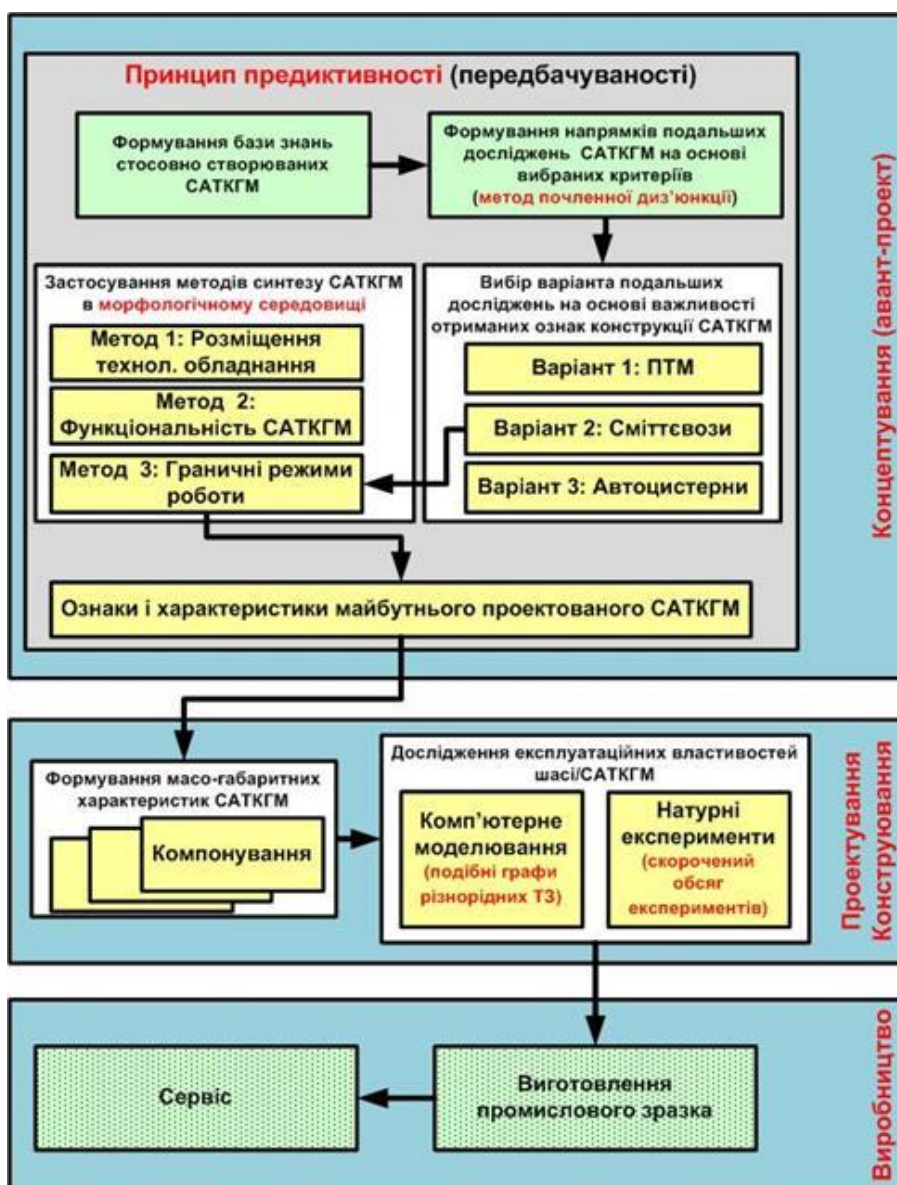 Принцип предиктивності (передбачуваності)
Формування бази знань
стосовно створюваних
САТКГМ
Формування напрямків подальших
досліджень САТКГМ на основі
вибраних критеріїв
(метод почленної диз'юнкції)
Застосування методів синтезу САТКГМ
в морфологічному середовищі
Метод 1: Розміщення
технол. обладнання
Метод 2:
Функціональність САТКГМ
Метод 3: Граничні режими
роботи
Вибір варіанта подальших
досліджень на основі важливості
отриманих ознак конструкції САТКГМ
Варіант 1: ПТМ
Варіант 2: Сміттєвози
Варіант 3: Автоцистерни
Ознаки і характеристики майбутнього проектованого САТКГМ
Концептування (авант-проект)
Формування масо-габаритних
характеристик САТКГМ
Компонування
Дослідження експлуатаційних властивостей
шасі/САТКГМ
Комп'ютерне
моделювання
(подібні графи
різнорідних ТЗ)
Натурні
експерименти
(скорочений
обсяг
експериментів)
Проектування
Конструювання
Сервіс
Виготовлення
промислового зразка
Виробництво